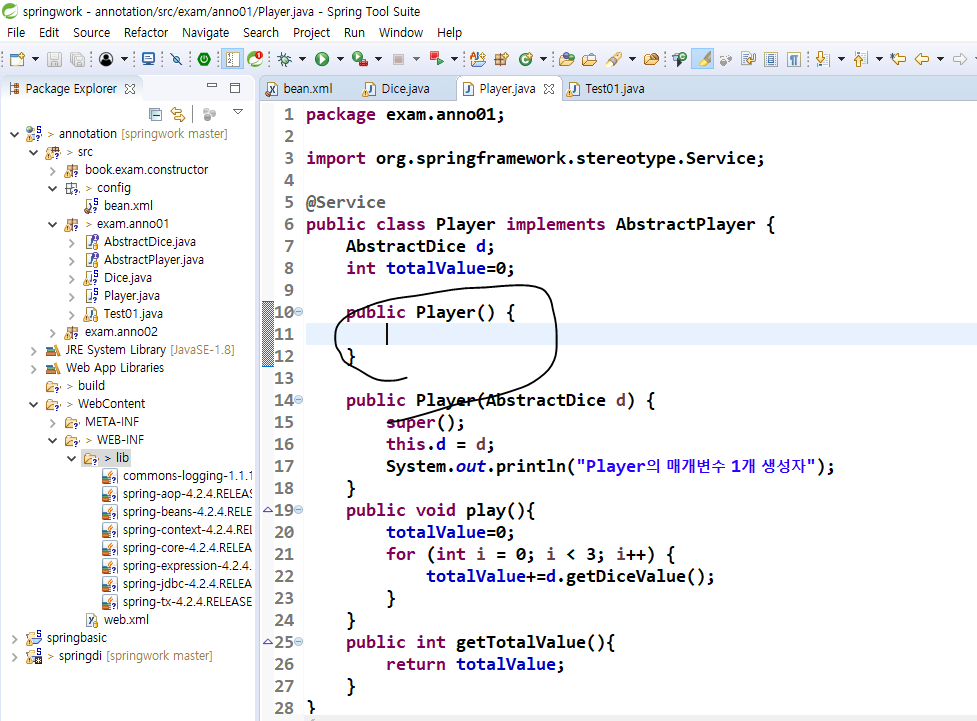 springwork - annotation/src/exam/anno01/Player.java - Spring Tool Suite
File Edit Source Refactor Navigate Search Project Run Window Help
Package Explorer
bean.xml Dice.java Player.java Test01.java
> annotation [springwork master]
> src
book.exam.constructor
> config
bean.xml
> exam.anno01
AbstractDice.java
AbstractPlayer.java
Dice.java
Player.java
Test01.java
exam.anno02
JRE System Library [JavaSE-1.8]
Web App Libraries
> build
> WebContent
META-INF
> WEB-INF
> lib
commons-logging-1.1.1
spring-aop-4.2.4.RELEAS
spring-beans-4.2.4.RELE
spring-context-4.2.4.REL
spring-core-4.2.4.RELEA
spring-expression-4.2.4.
spring-jdbc-4.2.4.RELEA
spring-tx-4.2.4.RELEASE
web.xml
springbasic
> springdi [springwork master]
1 package exam.anno01;
2
3 import org.springframework.stereotype.Service;
4
5 @Service
6 public class Player implements AbstractPlayer {
7 AbstractDice d;
8 int totalValue=0;
9
10 public Player() {
11
12 }
13
14 public Player(AbstractDice d) {
15 super();
16 this.d = d;
17 System.out.println("Player의 매개변수 1개 생성자");
18 }
19 public void play(){
20 totalValue=0;
21 for (int i = 0; i < 3; i++) {
22 totalValue+=d.getDiceValue();
23 }
24 }
25 public int getTotalValue(){
26 return totalValue;
27 }
28 }